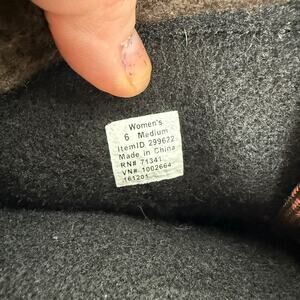 Women's
6 Medium
ItemID 299622
Made in China
RN# 71341
VN# 1002664
161201